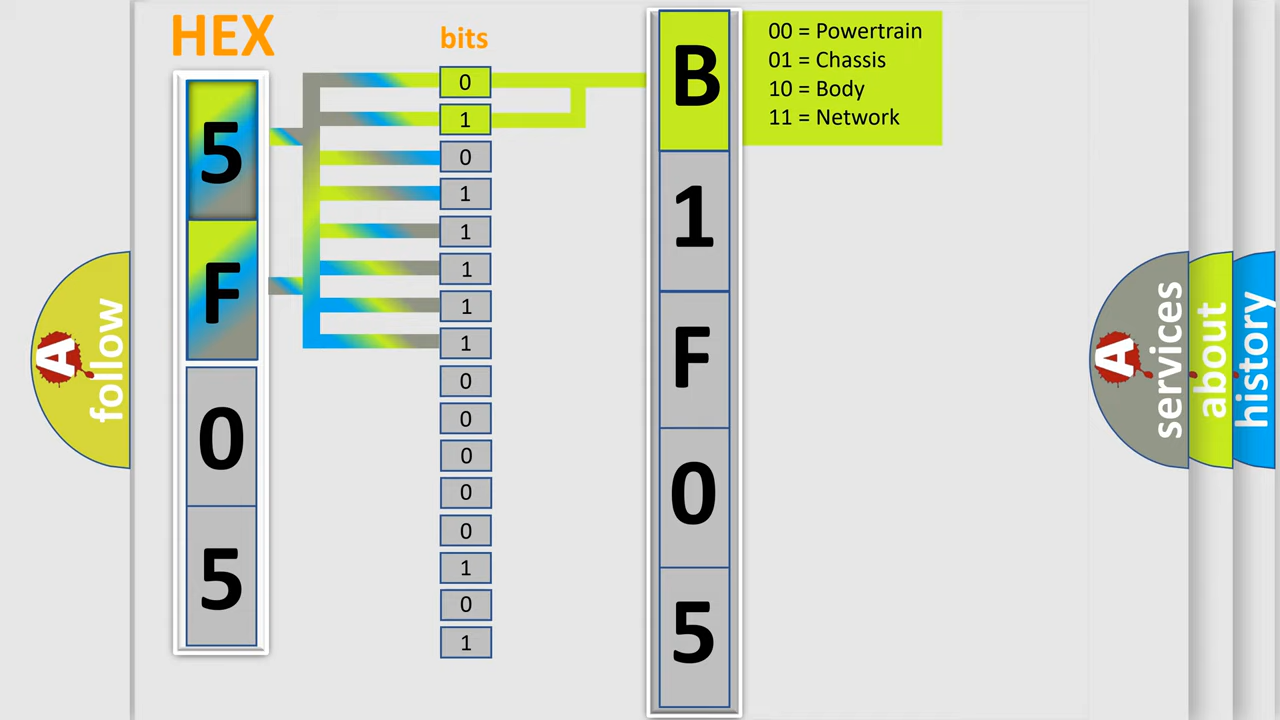 HEX
5
F
0
5
bits
0
1
0
1
1
1
1
1
0
0
0
0
0
1
0
1
B
1
F
0
5
00 = Powertrain
01 = Chassis
10 = Body
11 = Network
A
follow
A
services
about
history